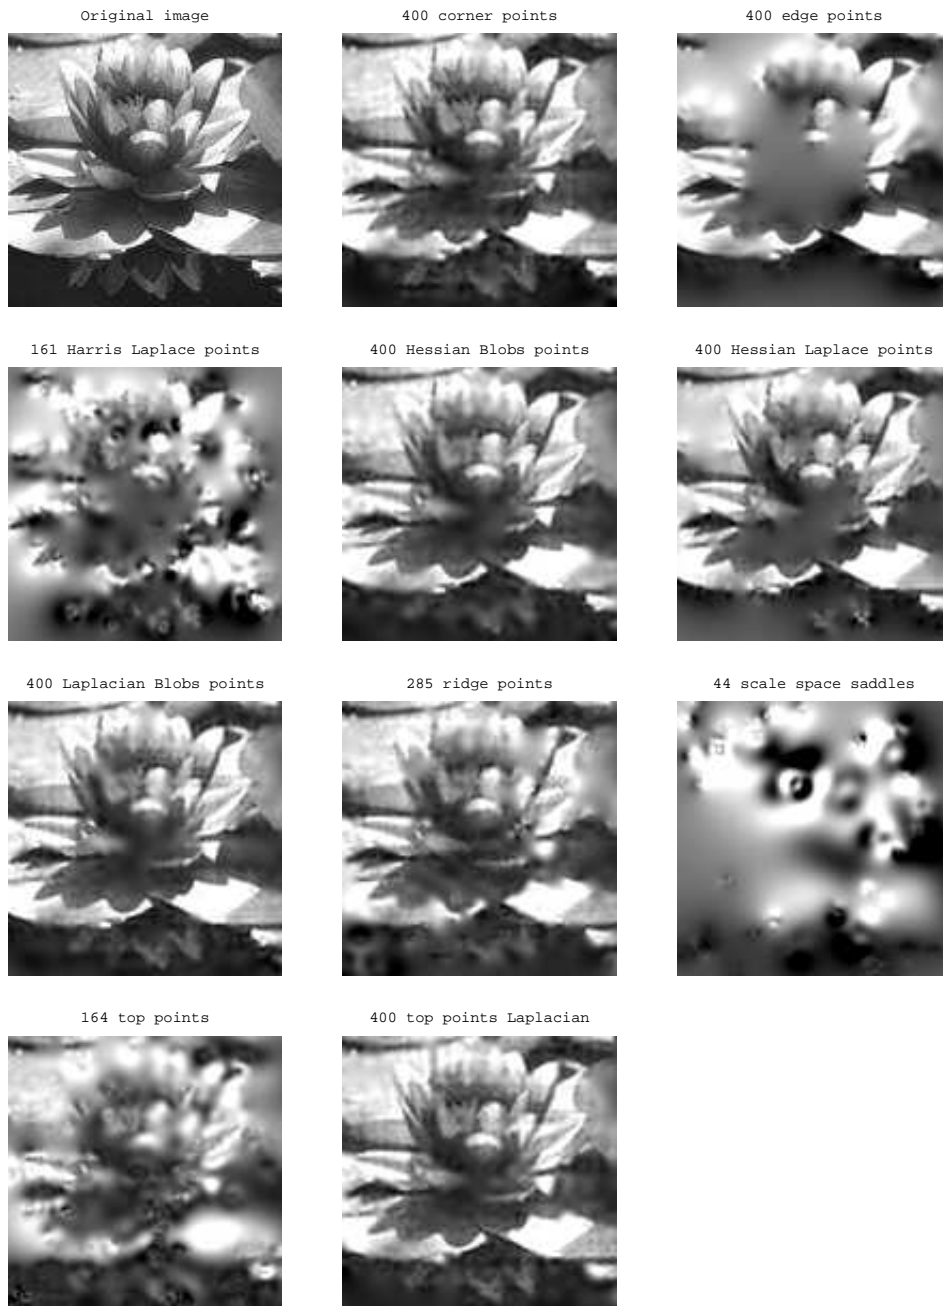 Original image
400 corner points
400 edge points
161 Harris Laplace points
400 Hessian Blobs points
400 Hessian Laplace points
400 Laplacian Blobs points
285 ridge points
44 scale space saddles
164 top points
400 top points Laplacian